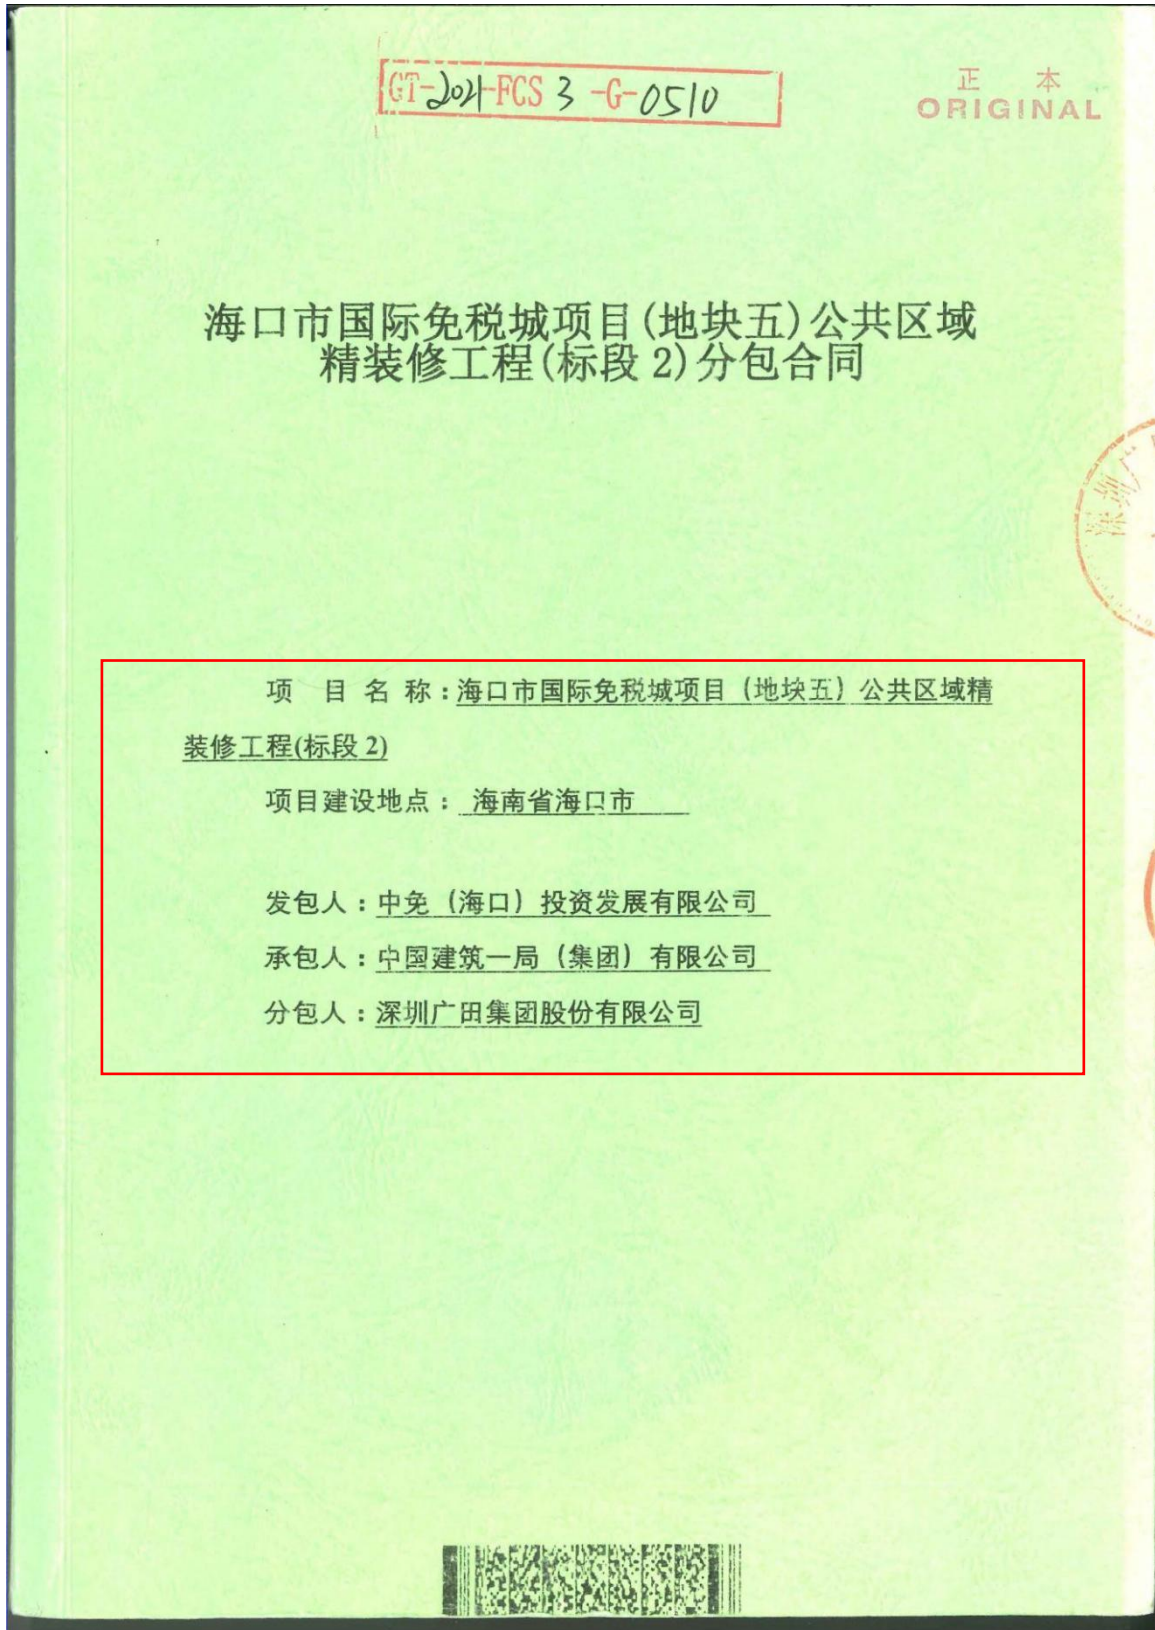 GT-2021-FCS 3 -G-0510
正 本
ORIGINAL
海口市国际免税城项目(地块五)公共区域
精装修工程(标段 2)分包合同
深圳广
项 目 名 称：海口市国际免税城项目（地块五）公共区域精
装修工程(标段 2)
项目建设地点： 海南省海口市
发包人：中免（海口）投资发展有限公司
承包人：中国建筑一局（集团）有限公司
分包人：深圳广田集团股份有限公司